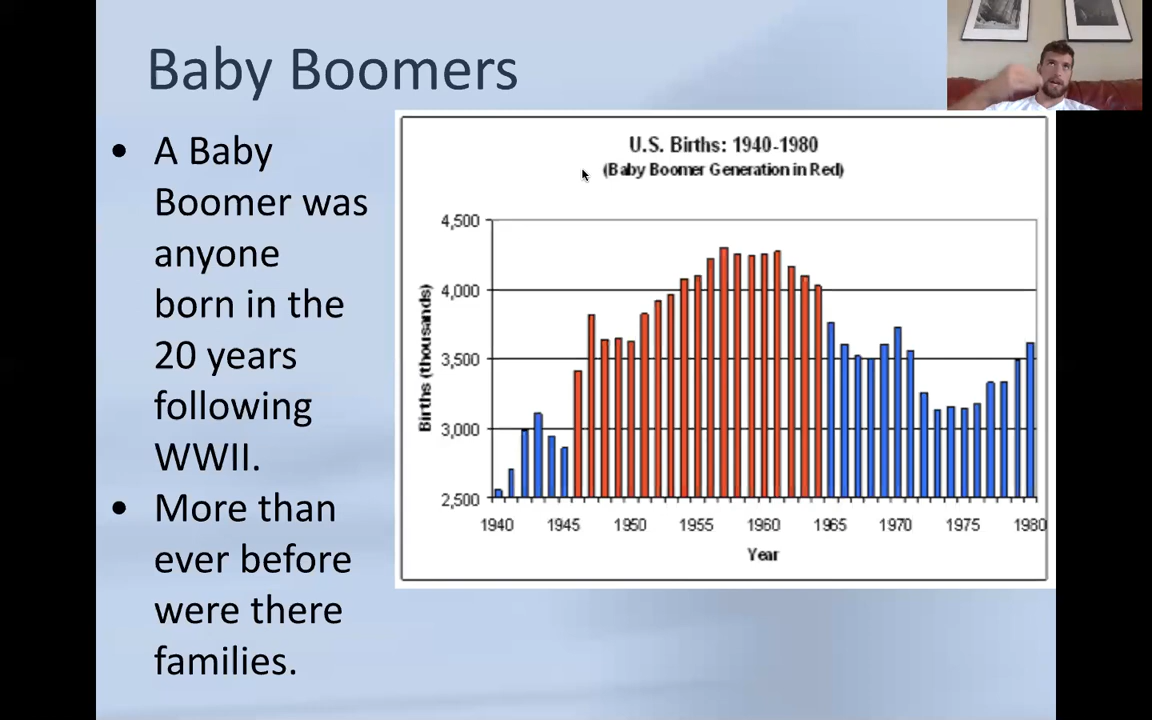 Baby Boomers
• A Baby
Boomer was
anyone
born in the
20 years
following
WWII.
• More than
ever before
were there
families.
U.S. Births: 1940-1980
(Baby Boomer Generation in Red)
Births (thousands)
4,500
4,000
3,500
3,000
2,500
1940 1945 1950 1955 1960 1965 1970 1975 1980
Year